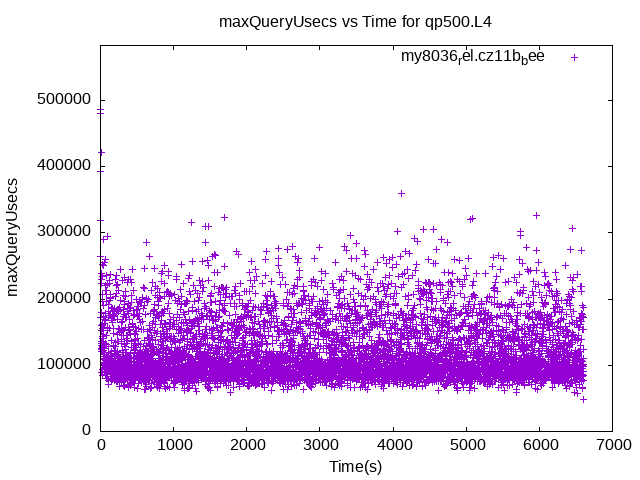 maxQueryUsecs vs Time for qp500.L4
my8036rel.cz11bbee
500000
400000
300000
200000
100000
0
maxQueryUsecs
0 1000 2000 3000 4000 5000 6000 7000
Time(s)